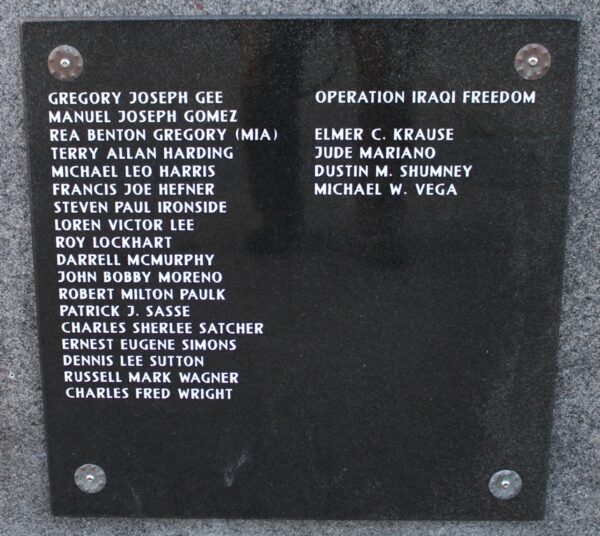 GREGORY JOSEPH GEE
MANUEL JOSEPH GOMEZ
REA BENTON GREGORY (MIA)
TERRY ALLAN HARDING
MICHAEL LEO HARRIS
FRANCIS JOE HEFNER
STEVEN PAUL IRONSIDE
LOREN VICTOR LEE
ROY LOCKHART
DARRELL MCMURPHY
JOHN BOBBY MORENO
ROBERT MILTON PAULK
PATRICK J. SASSE
CHARLES SHERLEE SATCHER
ERNEST EUGENE SIMONS
DENNIS LEE SUTTON
RUSSELL MARK WAGNER
CHARLES FRED WRIGHT
OPERATION IRAQI FREEDOM
ELMER C. KRAUSE
JUDE MARIANO
DUSTIN M. SHUMNEY
MICHAEL W. VEGA